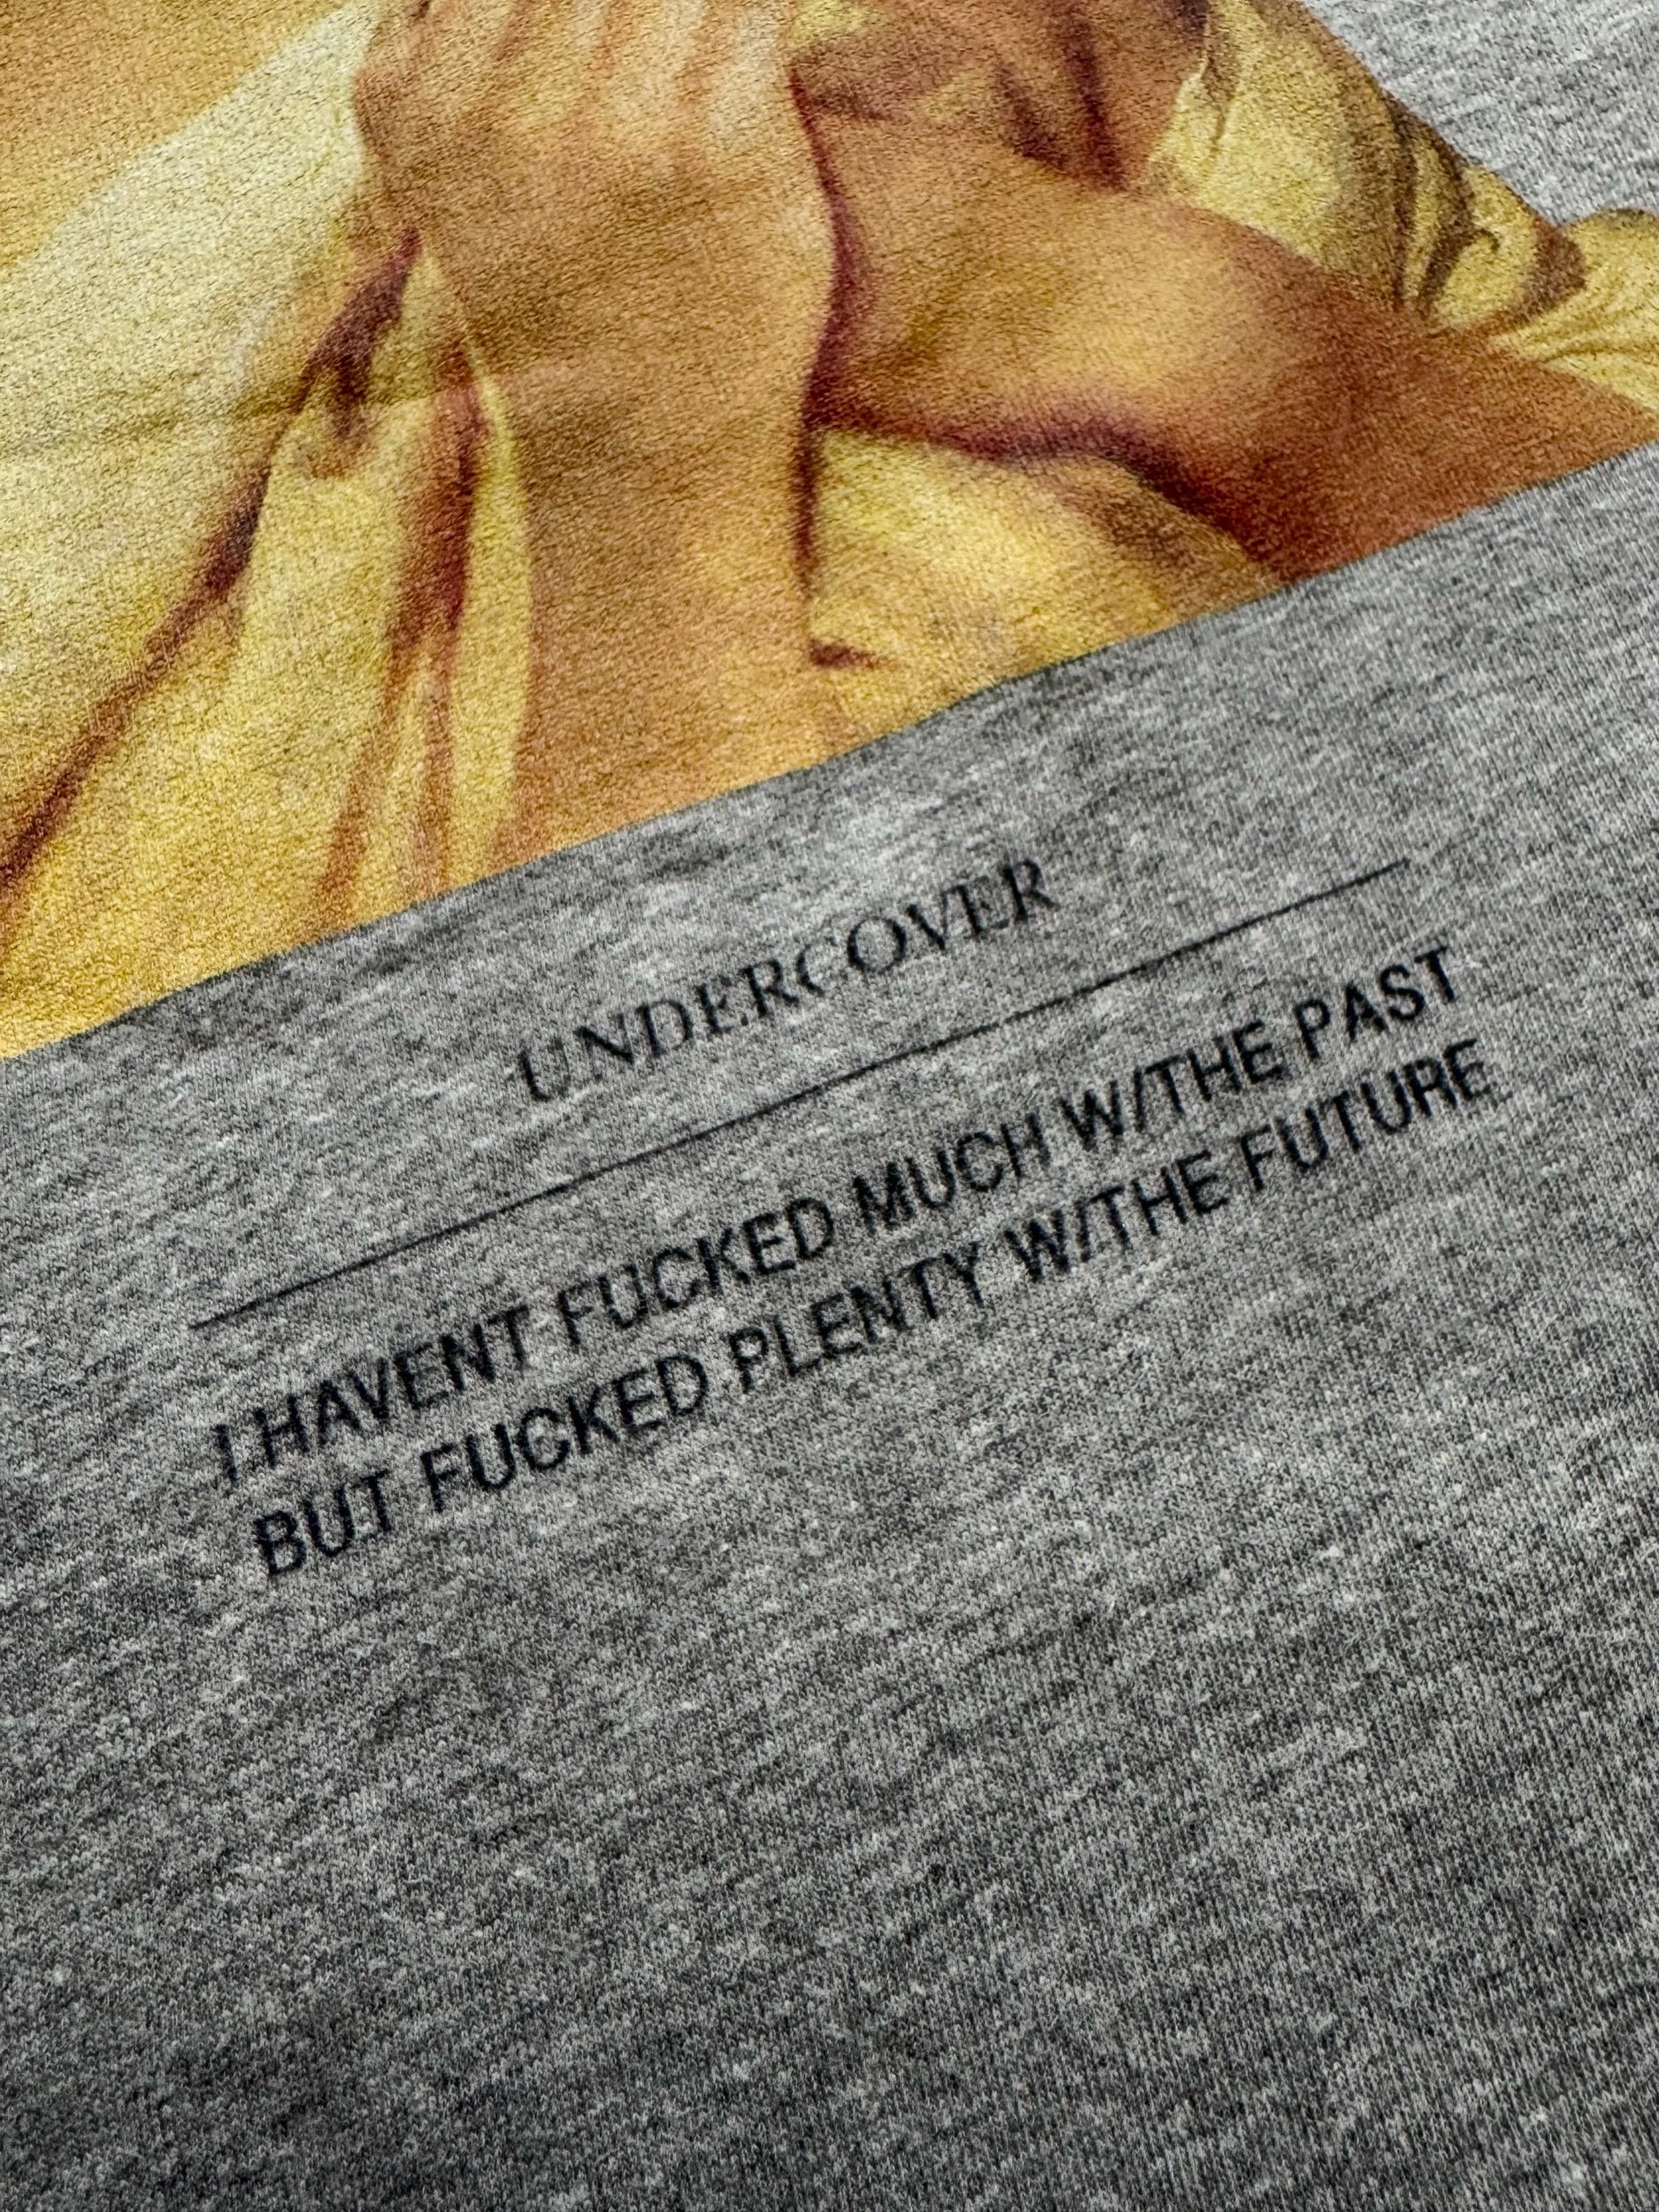 UNDERCOVER
I HAVENT FUCKED MUCH W/THE PAST
BUT FUCKED PLENTY W/THE FUTURE